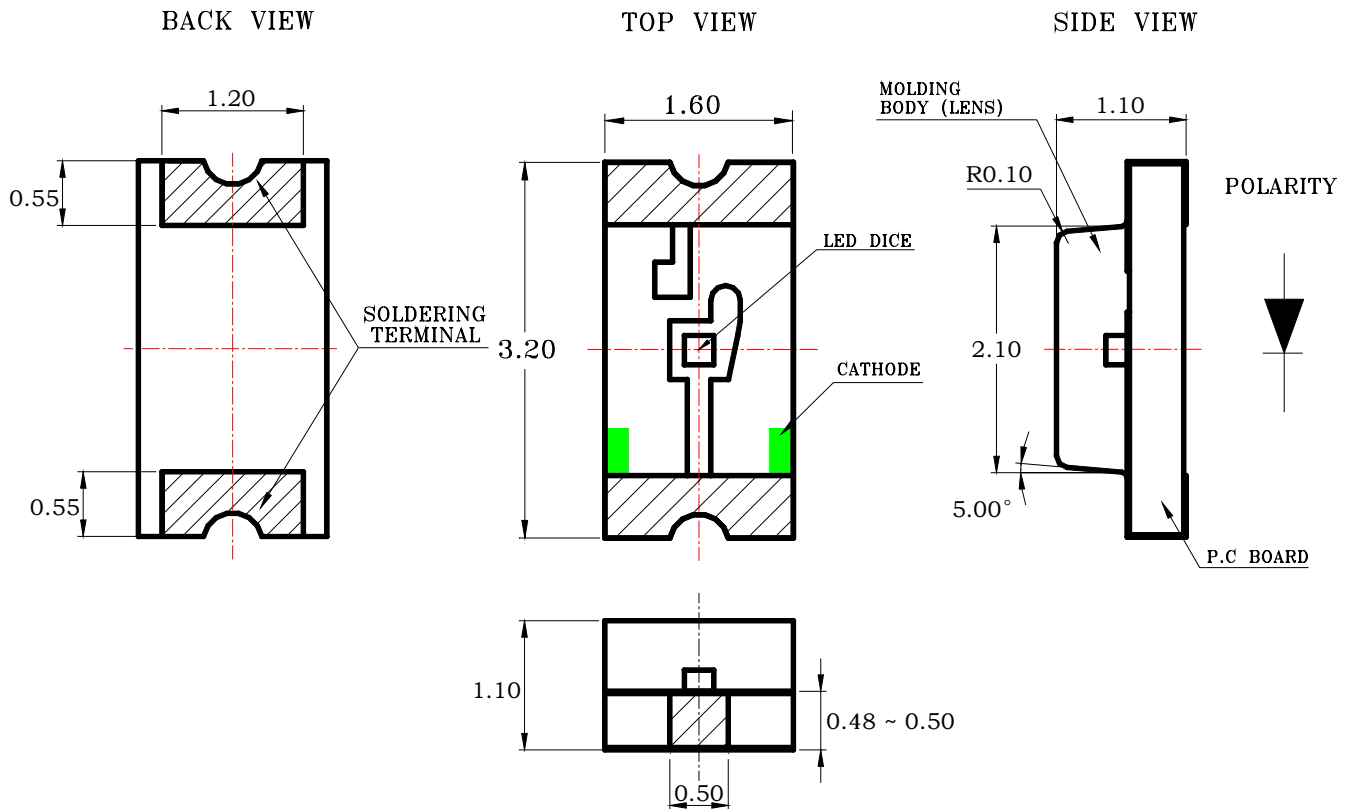 BACK VIEW
TOP VIEW
SIDE VIEW
1.20
0.55
SOLDERING
TERMINAL
0.55
1.60
3.20
LED DICE
CATHODE
MOLDING
BODY (LENS)
1.10
R0.10
2.10
5.00°
P.C BOARD
POLARITY
1.10
0.48 ~ 0.50
0.50